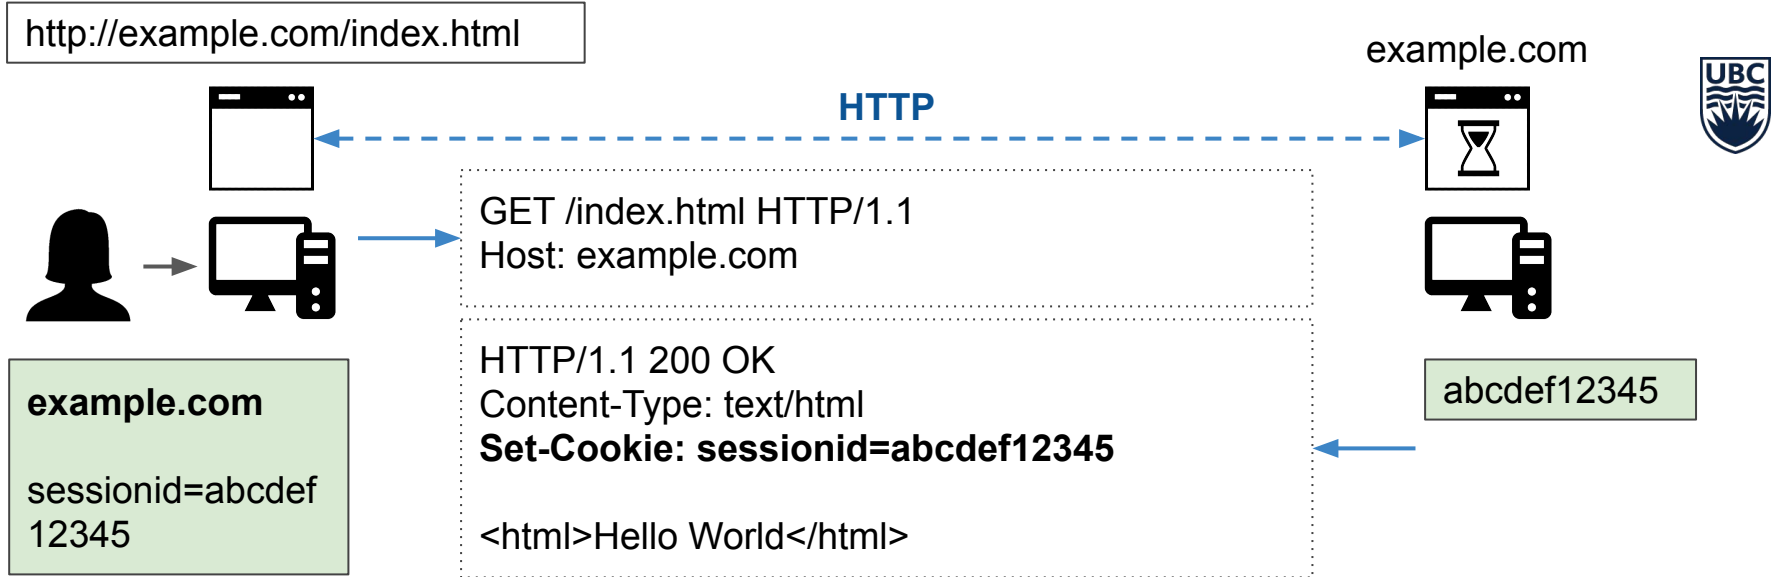 http://example.com/index.html
example.com
UBC
HTTP
GET /index.html HTTP/1.1
Host: example.com
HTTP/1.1 200 OK
Content-Type: text/html
Set-Cookie: sessionid=abcdef12345
<html>Hello World</html>
example.com
sessionid=abcdef
12345
abcdef12345